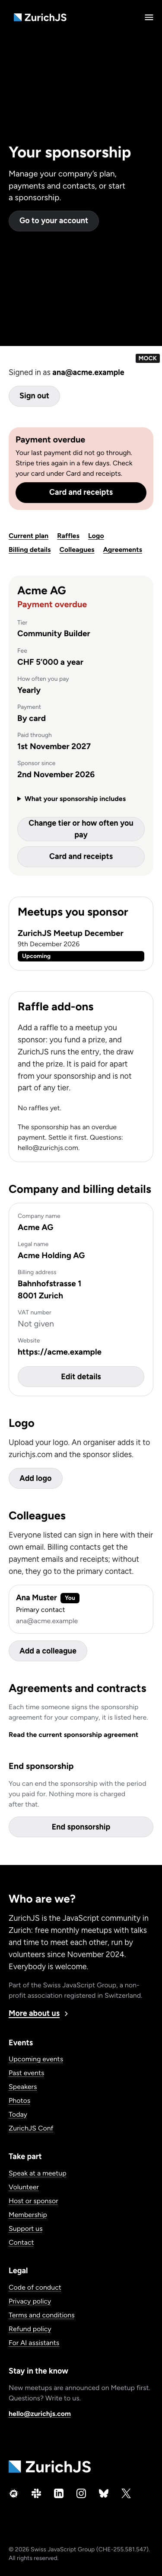 ZurichJS
Your sponsorship
Manage your company's plan,
payments and contacts, or start
a sponsorship.
Go to your account
MOCK
Signed in as ana@acme.example
Sign out
Payment overdue
Your last payment did not go through.
Stripe tries again in a few days. Check
your card under Card and receipts.
Card and receipts
Current plan Raffles Logo
Billing details Colleagues Agreements
Acme AG
Payment overdue
Tier
Community Builder
Fee
CHF 5'000 a year
How often you pay
Yearly
Payment
By card
Paid through
1st November 2027
Sponsor since
2nd November 2026
What your sponsorship includes
Change tier or how often you
pay
Card and receipts
Meetups you sponsor
ZurichJS Meetup December
9th December 2026
Upcoming
Raffle add-ons
Add a raffle to a meetup you
sponsor: you fund a prize, and
ZurichJS runs the entry, the draw
and the prize. It is paid for apart
from your sponsorship and is not
part of any tier.
No raffles yet.
The sponsorship has an overdue
payment. Settle it first. Questions:
hello@zurichjs.com.
Company and billing details
Company name
Acme AG
Legal name
Acme Holding AG
Billing address
Bahnhofstrasse 1
8001 Zurich
VAT number
Not given
Website
https://acme.example
Edit details
Logo
Upload your logo. An organiser adds it to
zurichjs.com and the sponsor slides.
Add logo
Colleagues
Everyone listed can sign in here with their
own email. Billing contacts get the
payment emails and receipts; without
one, they go to the primary contact.
Ana Muster You
Primary contact
ana@acme.example
Add a colleague
Agreements and contracts
Each time someone signs the sponsorship
agreement for your company, it is listed here.
Read the current sponsorship agreement
End sponsorship
You can end the sponsorship with the period
you paid for. Nothing more is charged
after that.
End sponsorship
Who are we?
ZurichJS is the JavaScript community in
Zurich: free monthly meetups with talks
and time to meet each other, run by
volunteers since November 2024.
Everybody is welcome.
Part of the Swiss JavaScript Group, a non-
profit association registered in Switzerland.
More about us
Events
Upcoming events
Past events
Speakers
Photos
Today
ZurichJS Conf
Take part
Speak at a meetup
Volunteer
Host or sponsor
Membership
Support us
Contact
Legal
Code of conduct
Privacy policy
Terms and conditions
Refund policy
For AI assistants
Stay in the know
New meetups are announced on Meetup first.
Questions? Write to us.
hello@zurichjs.com
ZurichJS
© 2026 Swiss JavaScript Group (CHE-255.581.547).
All rights reserved.